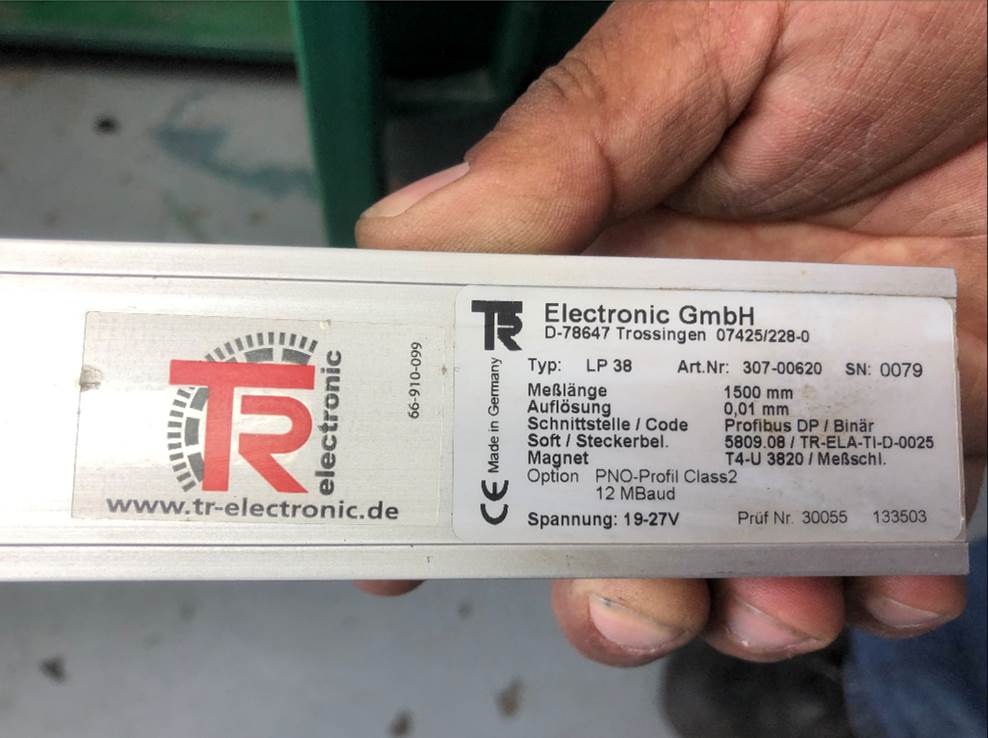 TR
electronic
www.tr-electronic.de
66-910-099
TR
Electronic GmbH
D-78647 Trossingen 07425/228-0
Typ: LP 38 Art.Nr: 307-00620 SN: 0079
Meßlänge 1500 mm
Auflösung 0,01 mm
Schnittstelle / Code Profibus DP / Binär
Soft / Steckerbel. 5809.08 / TR-ELA-TI-D-0025
Magnet T4-U 3820 / Meßschl.
Option PNO-Profil Class2
12 MBaud
Spannung: 19-27V Prüf Nr. 30055 133503
CE Made in Germany